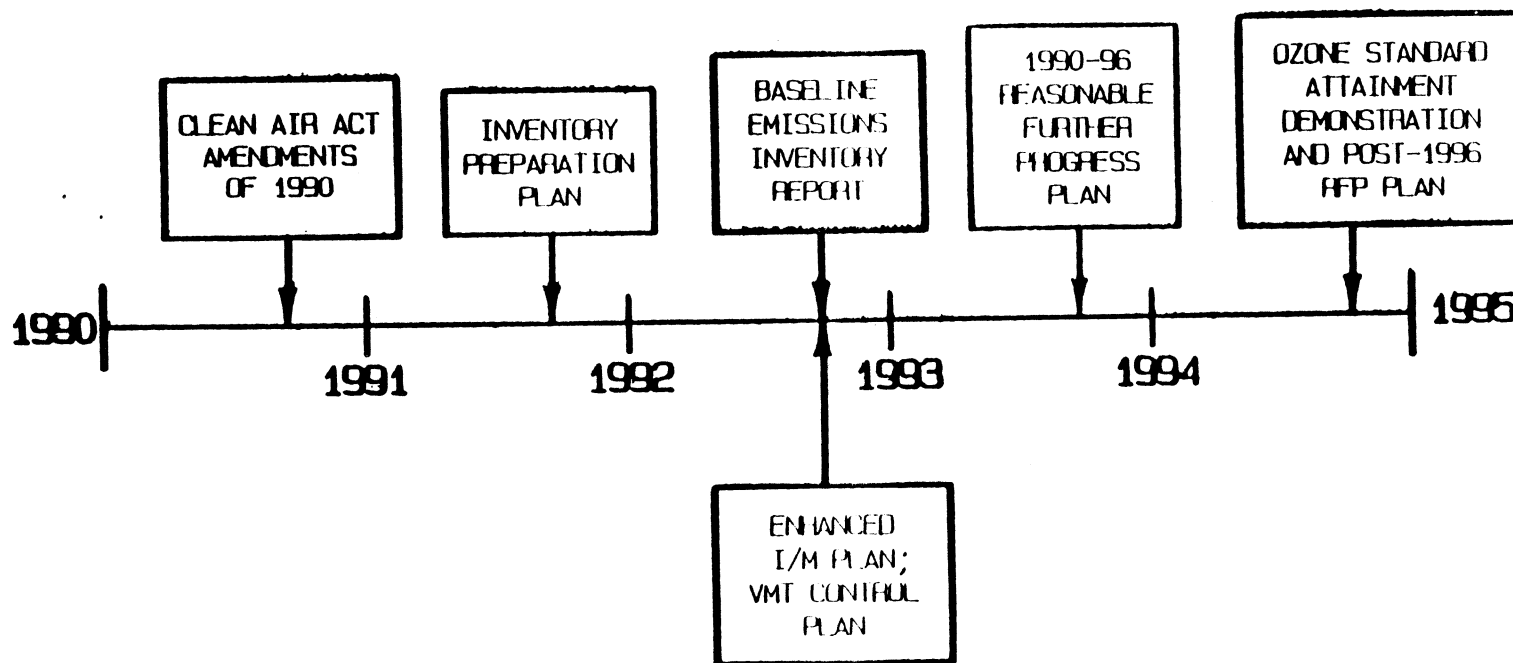 CLEAN AIR ACT
AMENDMENTS
OF 1990
INVENTORY
PREPARATION
PLAN
BASELINE
EMISSIONS
INVENTORY
REPORT
1990-96
REASONABLE
FURTHER
PROGRESS
PLAN
OZONE STANDARD
ATTAINMENT
DEMONSTRATION
AND POST-1996
RFP PLAN
1990
1991
1992
1993
1994
1995
ENHANCED
I/M PLAN;
VMT CONTROL
PLAN